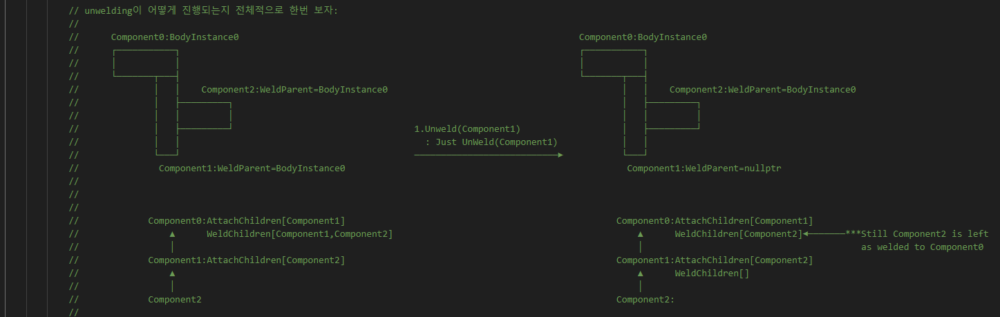 // unwelding이 어떻게 진행되는지 전체적으로 한번 보자:
//
// Component0:BodyInstance0 Component0:BodyInstance0
//
//
//
// Component2:WeldParent=BodyInstance0 Component2:WeldParent=BodyInstance0
//
//
// 1.Unweld(Component1)
// : Just UnWeld(Component1)
//
// Component1:WeldParent=BodyInstance0 Component1:WeldParent=nullptr
//
//
//
// Component0:AttachChildren[Component1] Component0:AttachChildren[Component1]
// WeldChildren[Component1,Component2] WeldChildren[Component2] ***Still Component2 is left
// as welded to Component0
// Component1:AttachChildren[Component2] Component1:AttachChildren[Component2]
// WeldChildren[]
//
// Component2 Component2:
//